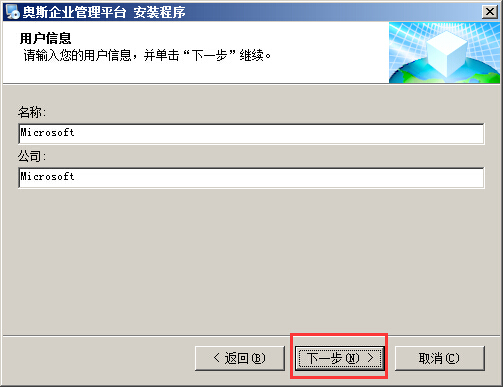 奥斯企业管理平台 安装程序
用户信息
请输入您的用户信息，并单击“下一步”继续。
名称:
Microsoft
公司:
Microsoft
< 返回(B)
下一步(N) >
取消(C)